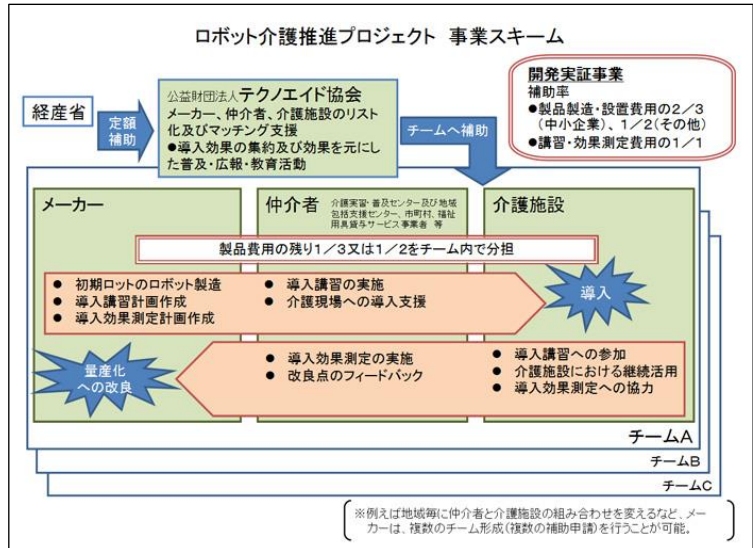 ロボット介護推進プロジェクト 事業スキーム
経産省
定額
補助
公益財団法人テクノエイド協会
メーカー、仲介者、介護施設のリスト
化及びマッチング支援
●導入効果の集約及び効果を元にし
た普及・広報・教育活動
チームへ補助
開発実証事業
補助率
●製品製造・設置費用の2／3
(中小企業)、1／2(その他)
●講習・効果測定費用の1／1
メーカー
仲介者
介護実習・普及センター及び地域
包括支援センター、市町村、福祉
用具貸与サービス事業者 等
介護施設
製品費用の残り1／3又は1／2をチーム内で分担
● 初期ロットのロボット製造
● 導入講習計画作成
● 導入効果測定計画作成
● 導入講習の実施
● 介護現場への導入支援
導入
量産化
への改良
● 導入効果測定の実施
● 改良点のフィードバック
● 導入講習への参加
● 介護施設における継続活用
● 導入効果測定への協力
チームA
チームB
チームC
※例えば地域毎に仲介者と介護施設の組み合わせを変えるなど、メー
カーは、複数のチーム形成(複数の補助申請)を行うことが可能。